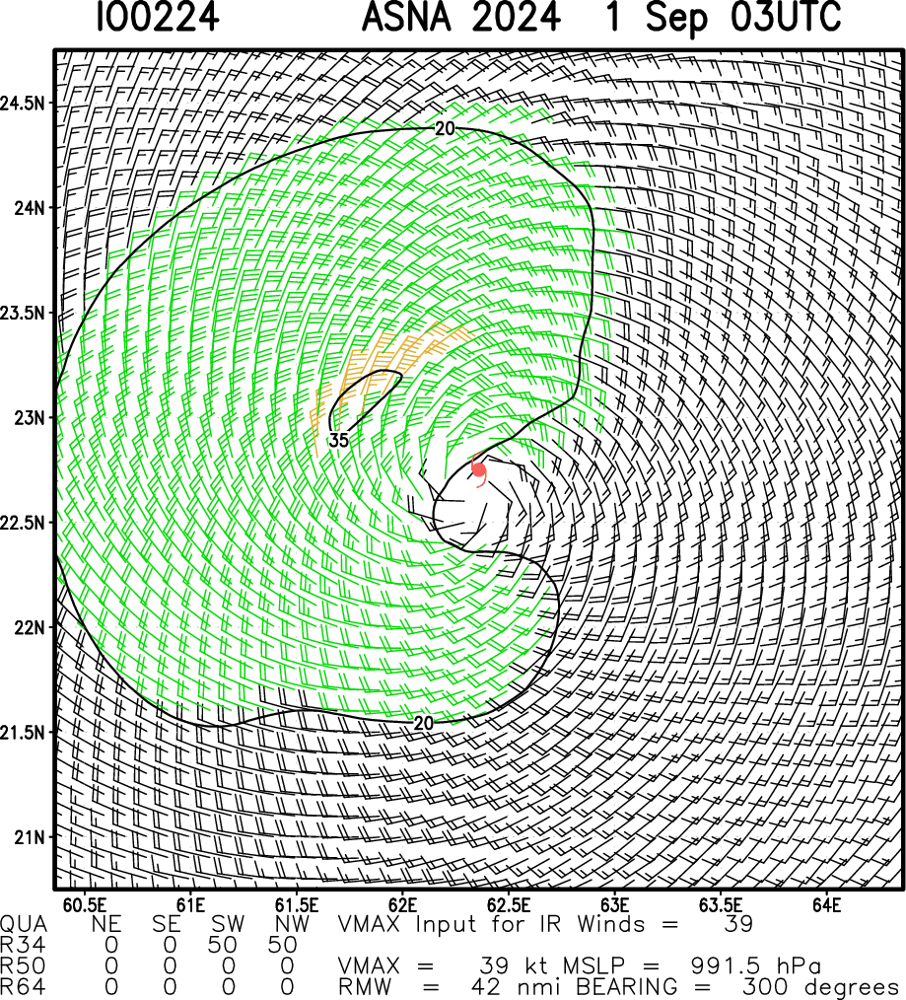 IO0224 ASNA 2024 1 Sep 03UTC
24.5N
20
24N
23.5N
23N
35
22.5N
22N
20
21.5N
21N
60.5E 61E 61.5E 62E 62.5E 63E 63.5E 64E
QUA NE SE SW NW VMAX Input for IR Winds = 39
R34 0 0 50 50
R50 0 0 0 0 VMAX = 39 kt MSLP = 991.5 hPa
R64 0 0 0 0 RMW = 42 nmi BEARING = 300 degrees